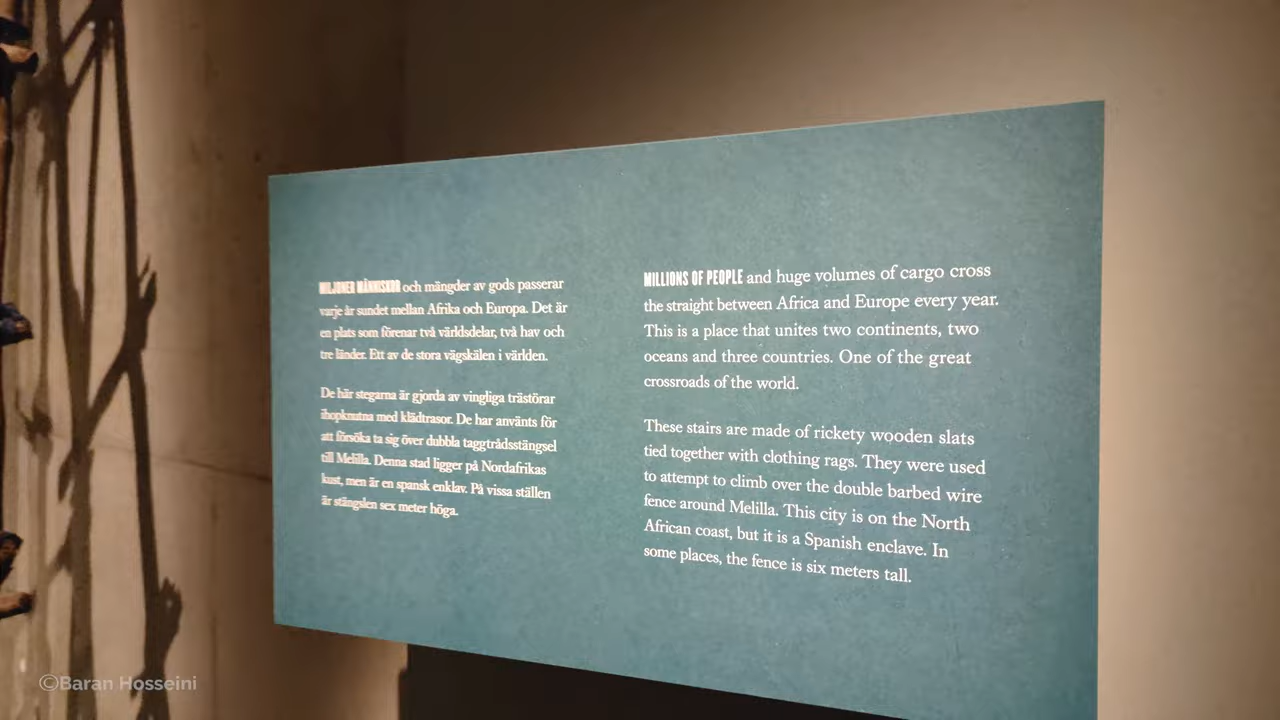 MILJONER MÄNNISKOR och mängder av gods passerar
varje år sundet mellan Afrika och Europa. Det är
en plats som förenar två världsdelar, två hav och
tre länder. Ett av de stora vägskälen i världen.
De här stegarna är gjorda av vingliga trästörar
ihopknutna med klädtrasor. De har använts för
att försöka ta sig över dubbla taggtrådsstängsel
till Melilla. Denna stad ligger på Nordafrikas
kust, men är en spansk enklav. På vissa ställen
är stängslen sex meter höga.
MILLIONS OF PEOPLE and huge volumes of cargo cross
the straight between Africa and Europe every year.
This is a place that unites two continents, two
oceans and three countries. One of the great
crossroads of the world.
These stairs are made of rickety wooden slats
tied together with clothing rags. They were used
to attempt to climb over the double barbed wire
fence around Melilla. This city is on the North
African coast, but it is a Spanish enclave. In
some places, the fence is six meters tall.
©Baran Hosseini